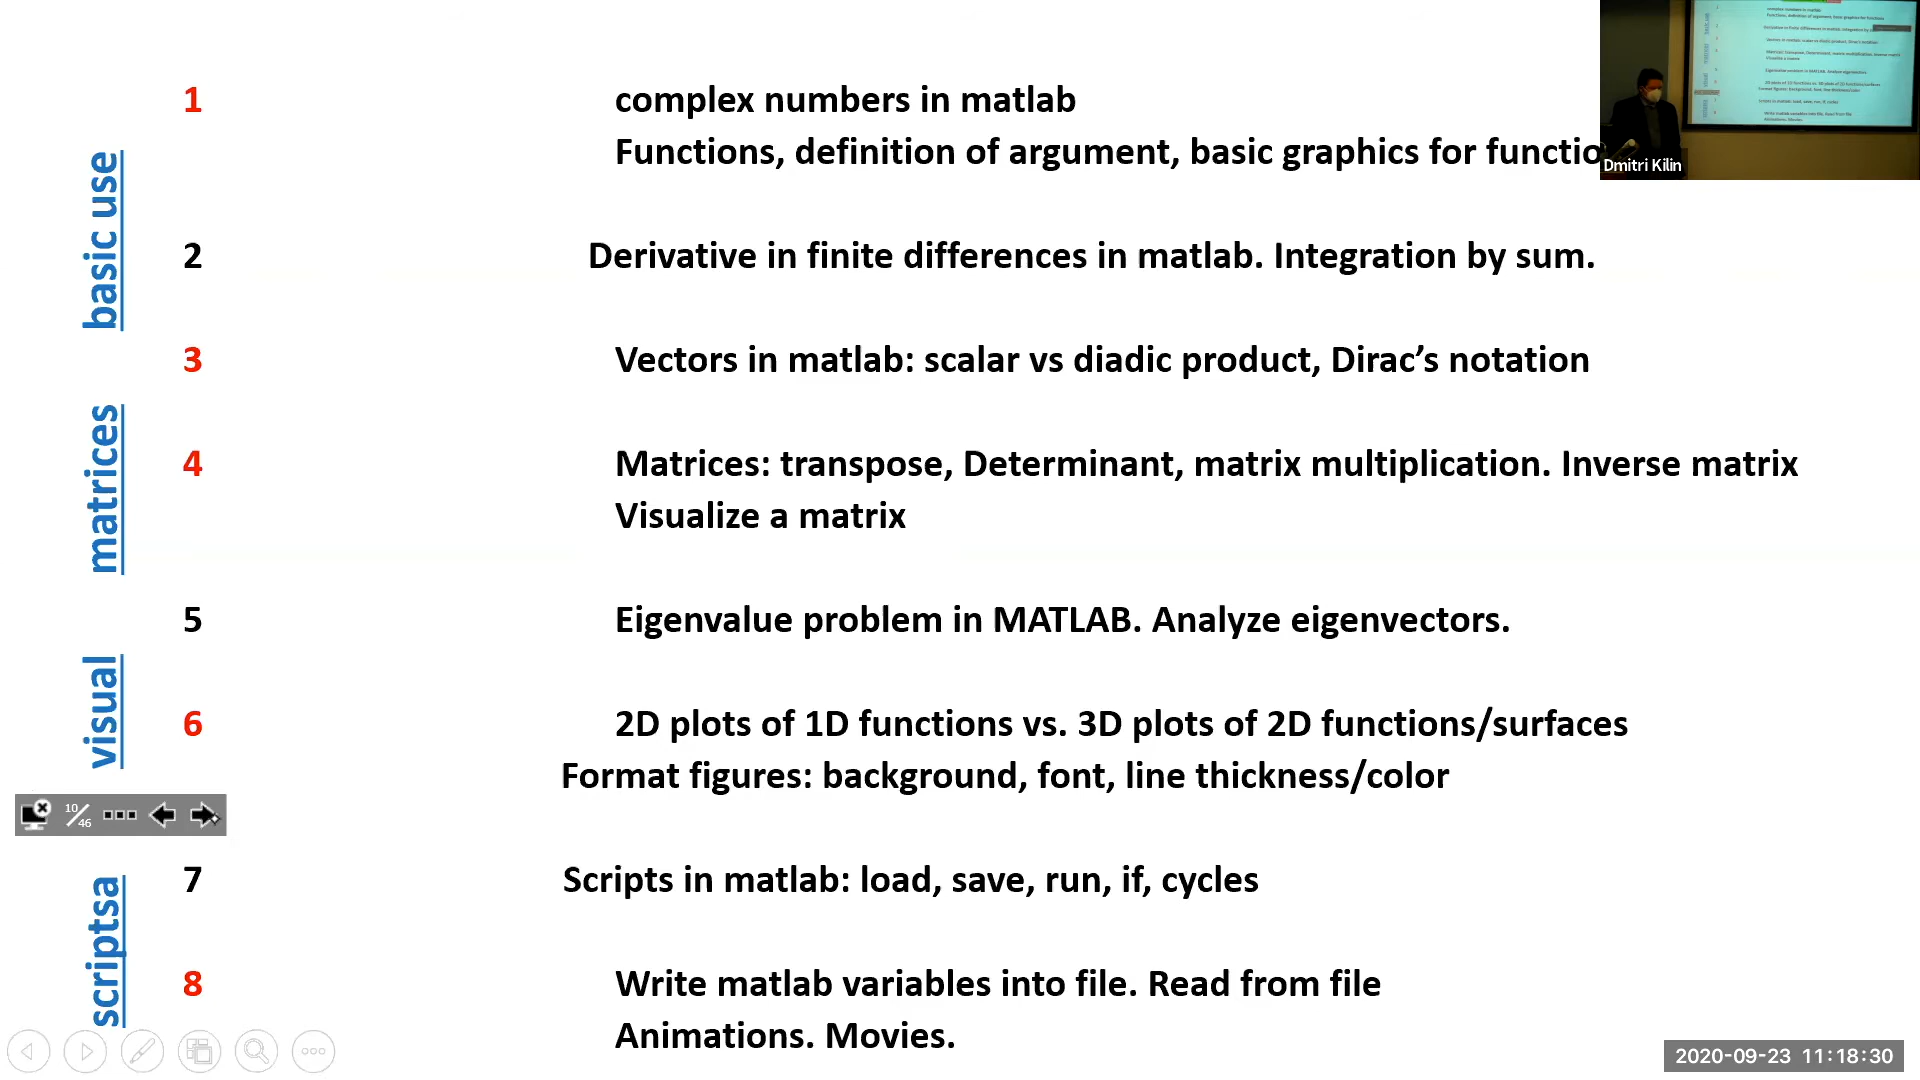 1 complex numbers in matlab
Functions, definition of argument, basic graphics for functio
Dmitri Kilin
basic use
2 Derivative in finite differences in matlab. Integration by sum.
3 Vectors in matlab: scalar vs diadic product, Dirac’s notation
matrices
4 Matrices: transpose, Determinant, matrix multiplication. Inverse matrix
Visualize a matrix
5 Eigenvalue problem in MATLAB. Analyze eigenvectors.
visual
6 2D plots of 1D functions vs. 3D plots of 2D functions/surfaces
Format figures: background, font, line thickness/color
10/46
7 Scripts in matlab: load, save, run, if, cycles
scriptsa
8 Write matlab variables into file. Read from file
Animations. Movies.
2020-09-23 11:18:30